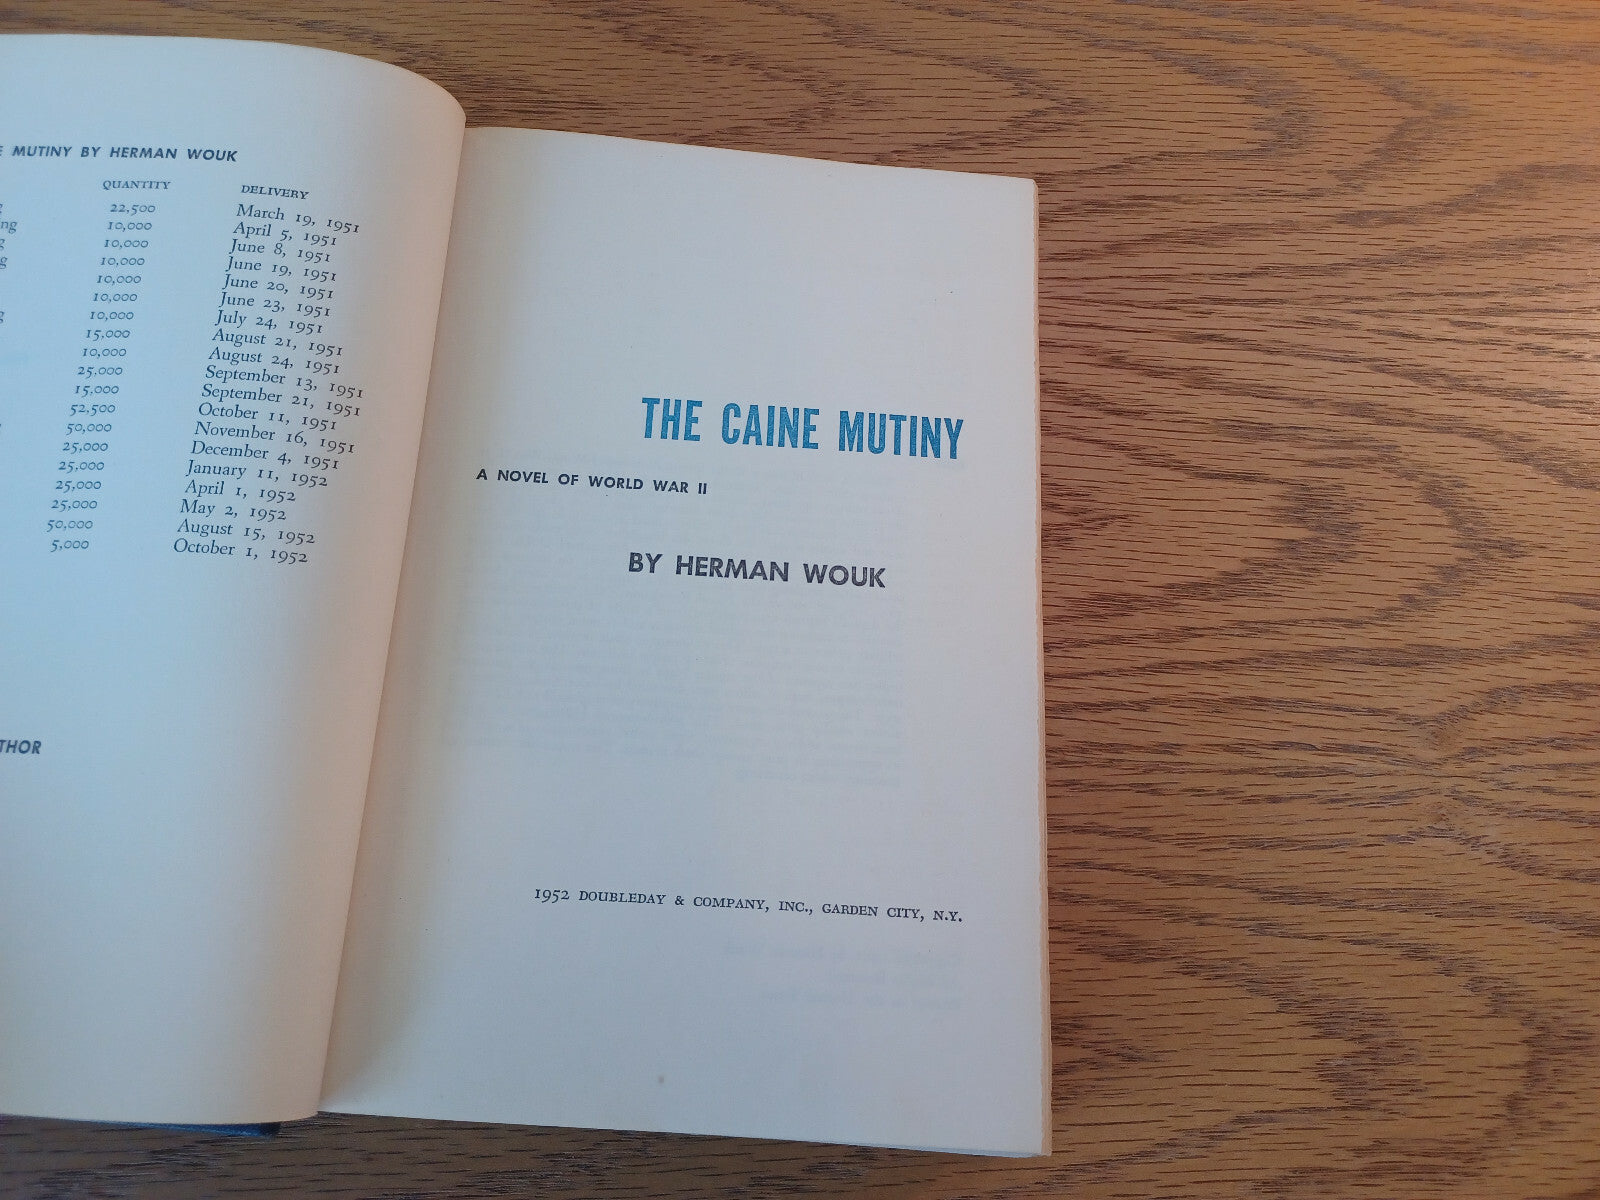 MUTINY BY HERMAN WOUK
QUANTITY DELIVERY
22,500 March 19, 1951
10,000 April 5, 1951
10,000 June 8, 1951
10,000 June 19, 1951
10,000 June 20, 1951
10,000 June 23, 1951
10,000 July 24, 1951
15,000 August 21, 1951
10,000 August 24, 1951
25,000 September 13, 1951
15,000 September 21, 1951
52,500 October 11, 1951
50,000 November 16, 1951
25,000 December 4, 1951
25,000 January 11, 1952
25,000 April 1, 1952
25,000 May 2, 1952
50,000 August 15, 1952
5,000 October 1, 1952
THOR
THE CAINE MUTINY
A NOVEL OF WORLD WAR II
BY HERMAN WOUK
1952 DOUBLEDAY & COMPANY, INC., GARDEN CITY, N.Y.